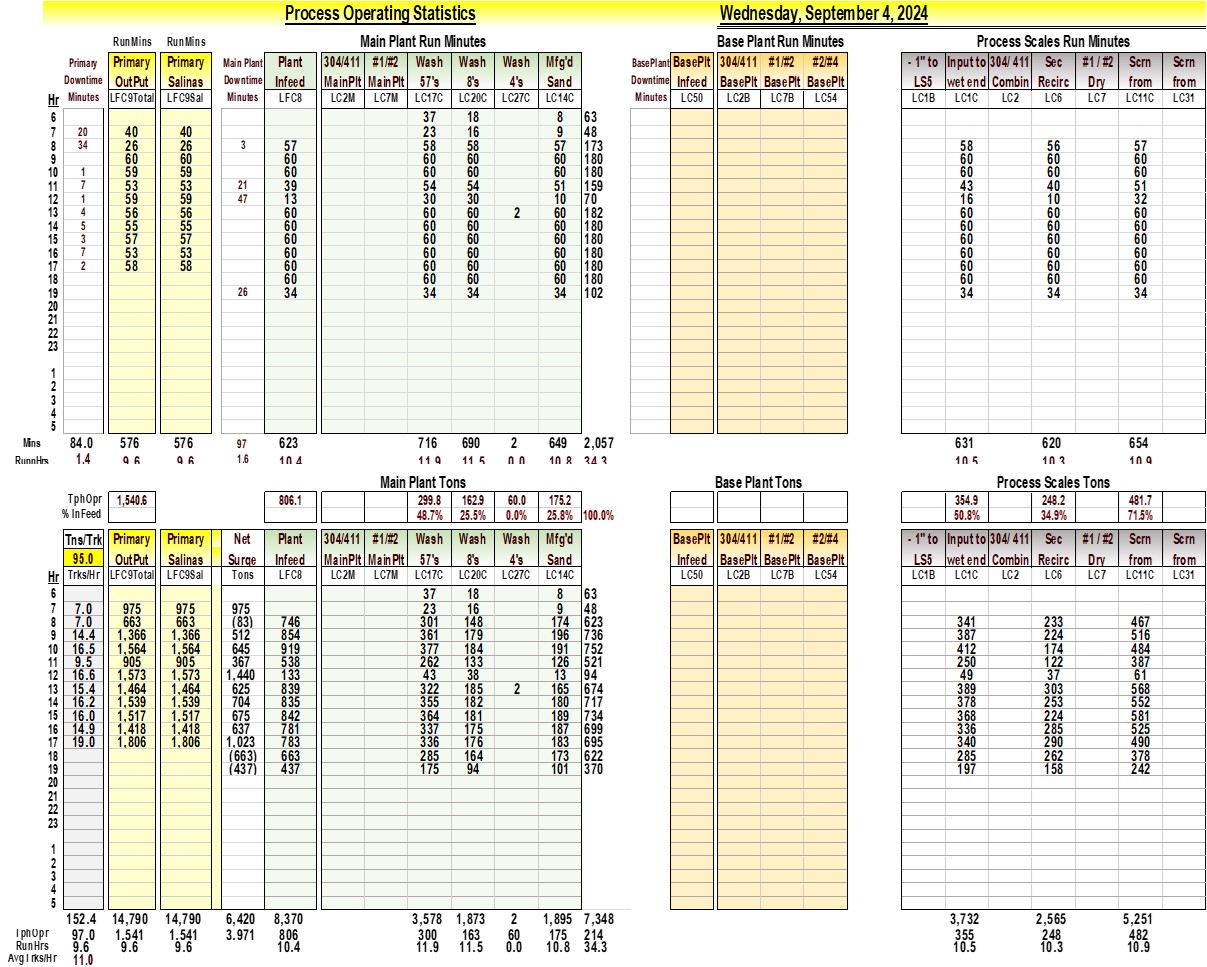 Process Operating Statistics Wednesday, September 4, 2024
RunMins RunMins Main Plant Run Minutes Base Plant Run Minutes Process Scales Run Minutes
Primary Primary Primary Main Plant Plant 304/411 #1/#2 Wash Wash Wash Mfg'd BasePlant BasePlt 304/411 #1/#2 #2/#4 - 1" to Input to 304/ 411 Sec #1 / #2 Scrn Scrn
Downtime OutPut Salinas Downtime Infeed MainPlt MainPlt 57's 8's 4's Sand Downtime Infeed BasePlt BasePlt BasePlt LS5 wet end Combin Recirc Dry from from
Hr Minutes LFC9Total LFC9Sal Minutes LFC8 LC2M LC7M LC17C LC20C LC27C LC14C Minutes LC50 LC2B LC7B LC54 LC1B LC1C LC2 LC6 LC7 LC11C LC31
6 37 18 8 63
7 20 40 40 23 16 9 48
8 34 26 26 3 57 58 58 57 173 58 56 57
9 60 60 60 60 60 60 180 60 60 60
10 1 59 59 60 60 60 60 180 60 60 60
11 7 53 53 21 39 54 54 51 159 43 40 51
12 1 59 59 47 13 30 30 10 70 16 10 32
13 4 56 56 60 60 60 2 60 182 60 60 60
14 5 55 55 60 60 60 60 180 60 60 60
15 3 57 57 60 60 60 60 180 60 60 60
16 7 53 53 60 60 60 60 180 60 60 60
17 2 58 58 60 60 60 60 180 60 60 60
18 60 60 60 60 180 60 60 60
19 26 34 34 34 34 102 34 34 34
20
21
22
23
1
2
3
4
5
Mins 84.0 576 576 97 623 716 690 2 649 2,057 631 620 654
RunnHrs 1.4 9.6 9.6 1.6 10.4 11.9 11.5 0.0 10.8 34.3 10.5 10.3 10.9
Main Plant Tons Base Plant Tons Process Scales Tons
TphOpr 1,540.6 806.1 299.8 162.9 60.0 175.2 354.9 248.2 481.7
% InFeed 48.7% 25.5% 0.0% 25.8% 100.0% 50.8% 34.9% 71.5%
Tns/Trk Primary Primary Net Plant 304/411 #1/#2 Wash Wash Wash Mfg'd BasePlt 304/411 #1/#2 #2/#4 - 1" to Input to 304/ 411 Sec #1 / #2 Scrn Scrn
95.0 OutPut Salinas Surge Infeed MainPlt MainPlt 57's 8's 4's Sand Infeed BasePlt BasePlt BasePlt LS5 wet end Combin Recirc Dry from from
Hr Trks/Hr LFC9Total LFC9Sal Tons LFC8 LC2M LC7M LC17C LC20C LC27C LC14C LC50 LC2B LC7B LC54 LC1B LC1C LC2 LC6 LC7 LC11C LC31
6 37 18 8 63
7 7.0 975 975 975 23 16 9 48
8 7.0 663 663 (83) 746 301 148 174 623 341 233 467
9 14.4 1,366 1,366 512 854 361 179 196 736 387 224 516
10 16.5 1,564 1,564 645 919 377 184 191 752 412 174 484
11 9.5 905 905 367 538 262 133 126 521 250 122 387
12 16.6 1,573 1,573 1,440 133 43 38 13 94 49 37 61
13 15.4 1,464 1,464 625 839 322 185 2 165 674 389 303 568
14 16.2 1,539 1,539 704 835 355 182 180 717 378 253 552
15 16.0 1,517 1,517 675 842 364 181 189 734 368 224 581
16 14.9 1,418 1,418 637 781 337 175 187 699 336 285 525
17 19.0 1,806 1,806 1,023 783 336 176 183 695 340 290 490
18 (663) 663 285 164 173 622 285 262 378
19 (437) 437 175 94 101 370 197 158 242
20
21
22
23
1
2
3
4
5
152.4 14,790 14,790 6,420 8,370 3,578 1,873 2 1,895 7,348 3,732 2,565 5,251
TphOpr 97.0 1,541 1,541 3.971 806 300 163 60 175 214 355 248 482
RunHrs 9.6 9.6 9.6 10.4 11.9 11.5 0.0 10.8 34.3 10.5 10.3 10.9
Avg Trks/Hr 11.0